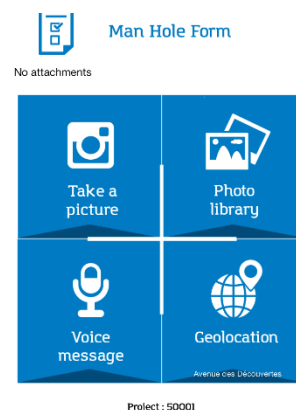 Man Hole Form
No attachments
Take a
picture
Photo
library
Voice
message
Geolocation
Avenue des Découvertes
Project : 50001